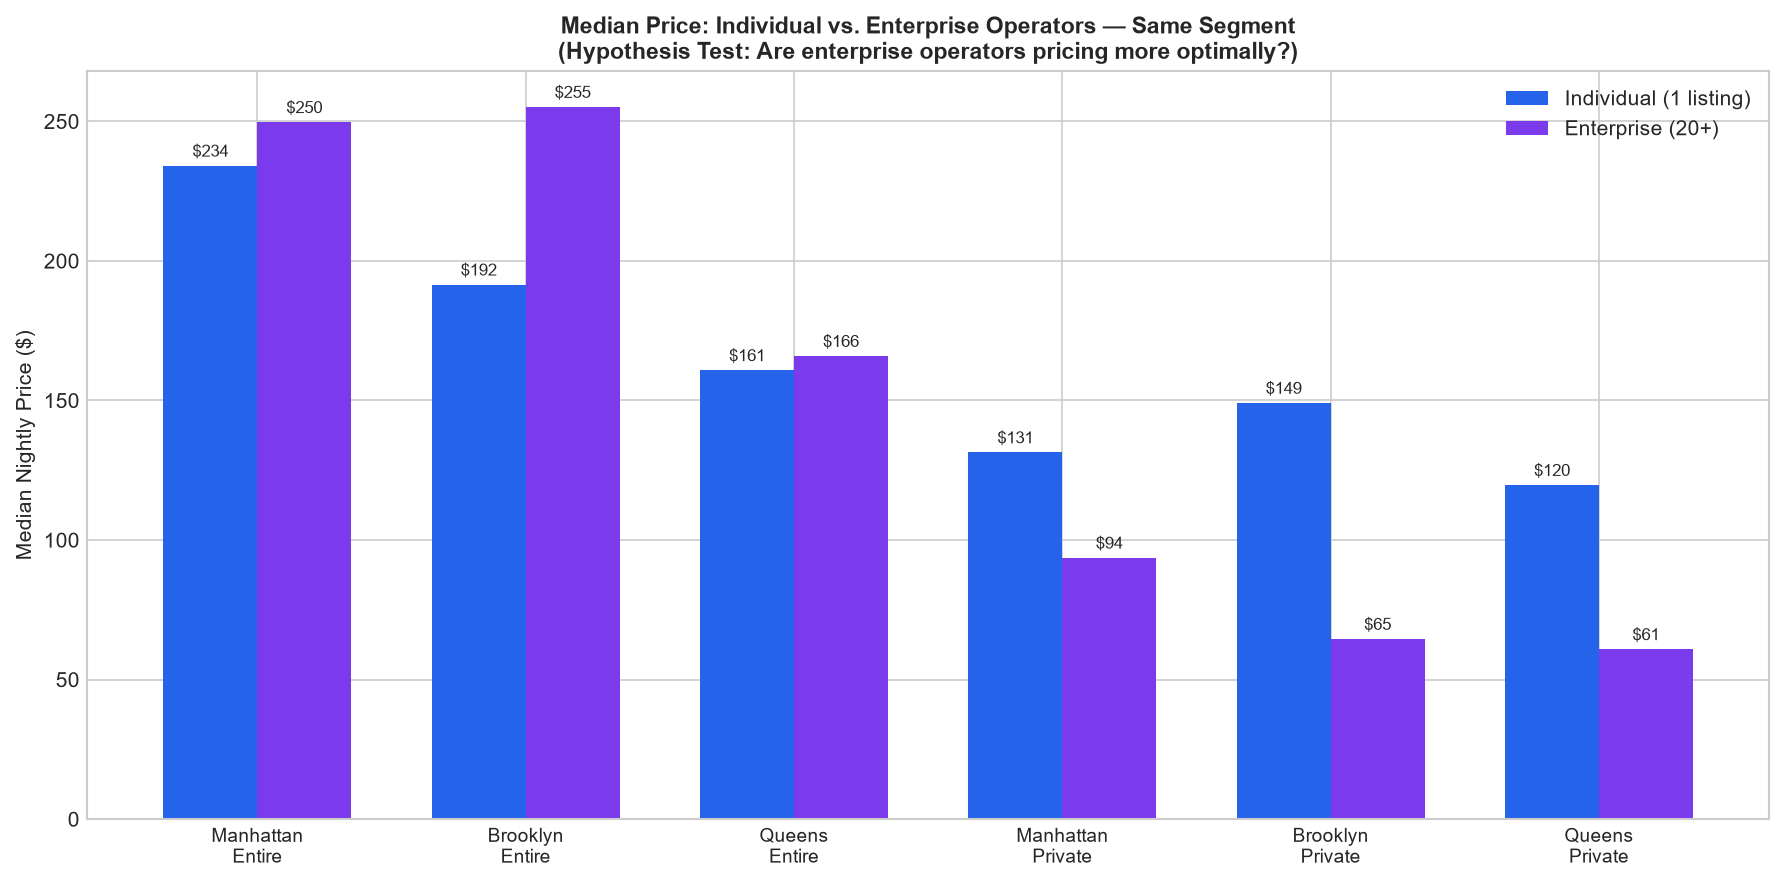 Median Price: Individual vs. Enterprise Operators — Same Segment
(Hypothesis Test: Are enterprise operators pricing more optimally?)
Individual (1 listing)
Enterprise (20+)
Median Nightly Price ($)
250
200
150
100
50
0
$234
$250
$192
$255
$161
$166
$131
$94
$149
$65
$120
$61
Manhattan
Entire
Brooklyn
Entire
Queens
Entire
Manhattan
Private
Brooklyn
Private
Queens
Private